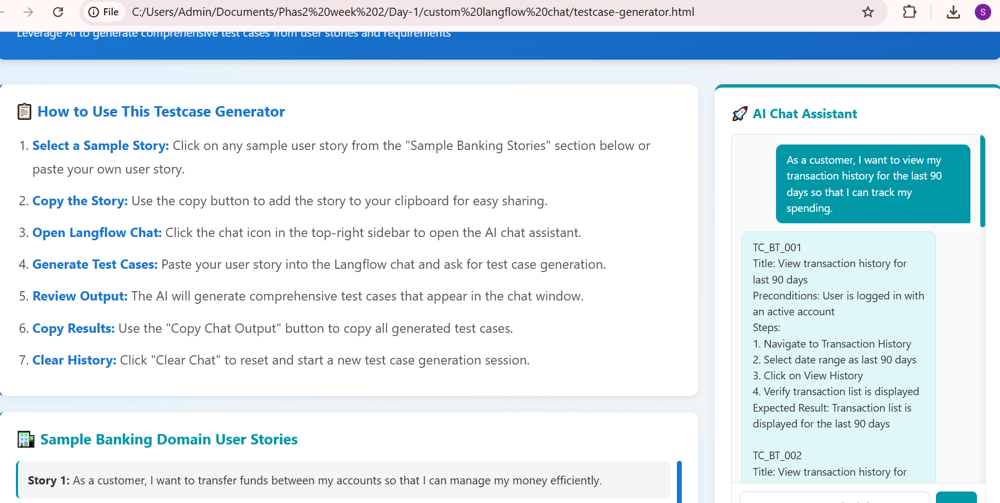 File
C:/Users/Admin/Documents/Phas2%20week%202/Day-1/custom%20langflow%20chat/testcase-generator.html
S
Leverage AI to generate comprehensive test cases from user stories and requirements
How to Use This Testcase Generator
1. Select a Sample Story: Click on any sample user story from the "Sample Banking Stories" section below or
paste your own user story.
2. Copy the Story: Use the copy button to add the story to your clipboard for easy sharing.
3. Open Langflow Chat: Click the chat icon in the top-right sidebar to open the AI chat assistant.
4. Generate Test Cases: Paste your user story into the Langflow chat and ask for test case generation.
5. Review Output: The AI will generate comprehensive test cases that appear in the chat window.
6. Copy Results: Use the "Copy Chat Output" button to copy all generated test cases.
7. Clear History: Click "Clear Chat" to reset and start a new test case generation session.
Sample Banking Domain User Stories
Story 1: As a customer, I want to transfer funds between my accounts so that I can manage my money efficiently.
AI Chat Assistant
As a customer, I want to view my
transaction history for the last 90
days so that I can track my
spending.
TC_BT_001
Title: View transaction history for
last 90 days
Preconditions: User is logged in with
an active account
Steps:
1. Navigate to Transaction History
2. Select date range as last 90 days
3. Click on View History
4. Verify transaction list is displayed
Expected Result: Transaction list is
displayed for the last 90 days
TC_BT_002
Title: View transaction history for